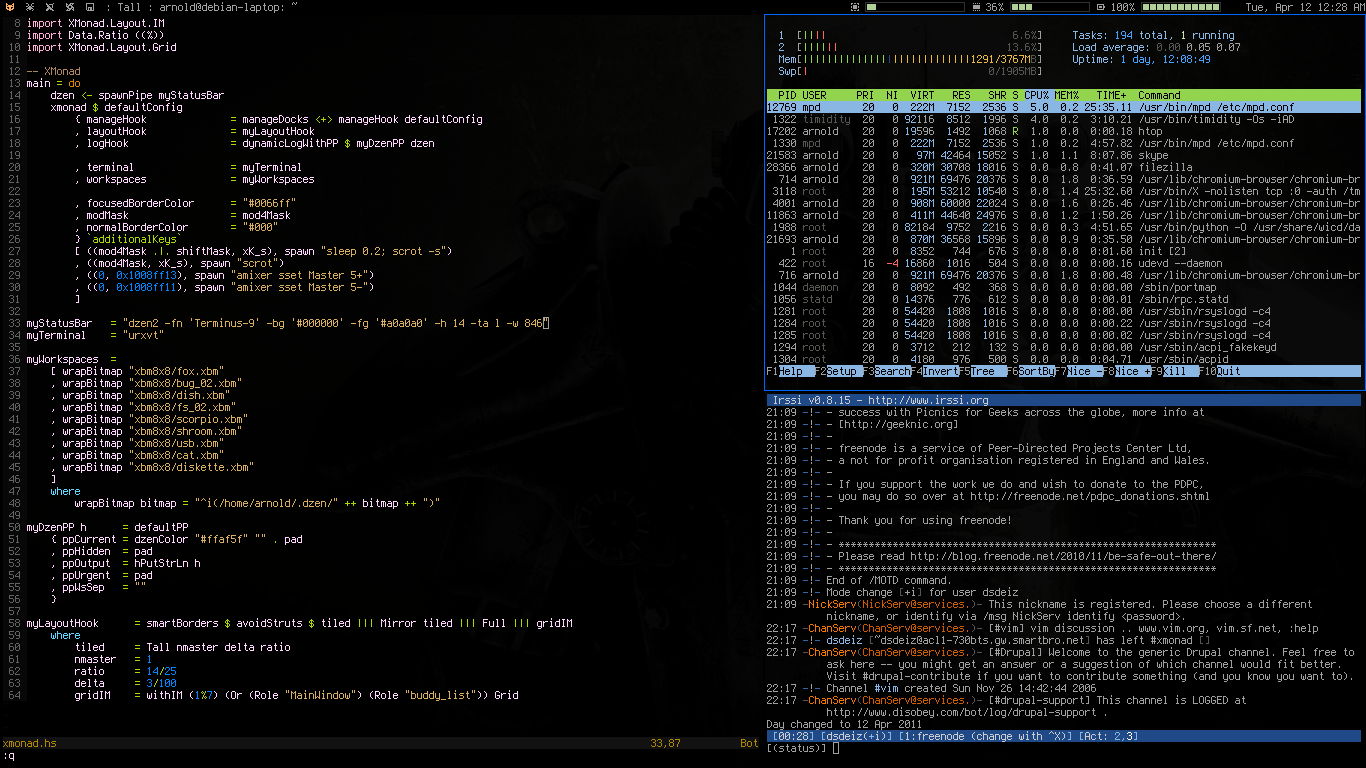 : Tall : arnold@debian-laptop: ~
36%
100%
Tue, Apr 12 12:28 AM
8 import XMonad.Layout.IM
9 import Data.Ratio ((%))
10 import XMonad.Layout.Grid
11
12 -- XMonad
13 main = do
14     dzen <- spawnPipe myStatusBar
15     xmonad $ defaultConfig
16         { manageHook              = manageDocks <+> manageHook defaultConfig
17         , layoutHook              = myLayoutHook
18         , logHook                 = dynamicLogWithPP $ myDzenPP dzen
19
20         , terminal                = myTerminal
21         , workspaces              = myWorkspaces
22
23         , focusedBorderColor      = "#0066ff"
24         , modMask                 = mod4Mask
25         , normalBorderColor       = "#000"
26         } `additionalKeys`
27         [ ((mod4Mask .|. shiftMask, xK_s), spawn "sleep 0.2; scrot -s")
28         , ((mod4Mask, xK_s), spawn "scrot")
29         , ((0, 0x1008ff13), spawn "amixer sset Master 5+")
30         , ((0, 0x1008ff11), spawn "amixer sset Master 5-")
31         ]
32
33 myStatusBar   = "dzen2 -fn 'Terminus-9' -bg '#000000' -fg '#a0a0a0' -h 14 -ta l -w 846"
34 myTerminal    = "urxvt"
35
36 myWorkspaces  =
37     [ wrapBitmap "xbm8x8/fox.xbm"
38     , wrapBitmap "xbm8x8/bug_02.xbm"
39     , wrapBitmap "xbm8x8/dish.xbm"
40     , wrapBitmap "xbm8x8/fs_02.xbm"
41     , wrapBitmap "xbm8x8/scorpio.xbm"
42     , wrapBitmap "xbm8x8/shroom.xbm"
43     , wrapBitmap "xbm8x8/usb.xbm"
44     , wrapBitmap "xbm8x8/cat.xbm"
45     , wrapBitmap "xbm8x8/diskette.xbm"
46     ]
47     where
48         wrapBitmap bitmap = "^i(/home/arnold/.dzen/" ++ bitmap ++ ")"
49
50 myDzenPP h      = defaultPP
51     { ppCurrent = dzenColor "#ffaf5f" "" . pad
52     , ppHidden  = pad
53     , ppOutput  = hPutStrLn h
54     , ppUrgent  = pad
55     , ppWsSep   = ""
56     }
57
58 myLayoutHook      = smartBorders $ avoidStruts $ tiled ||| Mirror tiled ||| Full ||| gridIM
59     where
60         tiled     = Tall nmaster delta ratio
61         nmaster   = 1
62         ratio     = 14/25
63         delta     = 3/100
64         gridIM    = withIM (1%7) (Or (Role "MainWindow") (Role "buddy_list")) Grid
xmonad.hs 33,87 Bot
:q
1 [|||| 6.6%] Tasks: 194 total, 1 running
2 [|||||| 13.6%] Load average: 0.00 0.05 0.07
Mem[||||||||||||||||||||||||||||1291/3767MB] Uptime: 1 day, 12:08:49
Swp[| 0/1905MB]
PID USER PRI NI VIRT RES SHR S CPU% MEM% TIME+ Command
12769 mpd 20 0 222M 7152 2536 S 5.0 0.2 25:35.11 /usr/bin/mpd /etc/mpd.conf
1322 timidity 20 0 92116 8512 1996 S 4.0 0.2 3:10.21 /usr/bin/timidity -Os -iAD
17202 arnold 20 0 19596 1492 1068 R 1.0 0.0 0:00.18 htop
1330 mpd 20 0 222M 7152 2536 S 1.0 0.2 4:57.82 /usr/bin/mpd /etc/mpd.conf
21583 arnold 20 0 97M 42464 15052 S 1.0 1.1 8:07.86 skype
28366 arnold 20 0 320M 30708 18016 S 0.0 0.8 0:41.07 filezilla
714 arnold 20 0 921M 69476 20376 S 0.0 1.8 0:36.59 /usr/lib/chromium-browser/chromium-br
3118 root 20 0 195M 53212 10540 S 0.0 1.4 25:32.60 /usr/bin/X -nolisten tcp :0 -auth /tm
4001 arnold 20 0 908M 60000 22024 S 0.0 1.6 0:26.46 /usr/lib/chromium-browser/chromium-br
11863 arnold 20 0 411M 44640 24976 S 0.0 1.2 1:50.26 /usr/lib/chromium-browser/chromium-br
1988 root 20 0 82184 9752 2216 S 0.0 0.3 4:51.65 /usr/bin/python -O /usr/share/wicd/da
21693 arnold 20 0 870M 36568 15896 S 0.0 0.9 0:35.50 /usr/lib/chromium-browser/chromium-br
1 root 20 0 8352 744 676 S 0.0 0.0 0:01.60 init [2]
422 root 16 -4 16860 1016 504 S 0.0 0.0 0:00.16 udevd --daemon
716 arnold 20 0 921M 69476 20376 S 0.0 1.8 0:00.48 /usr/lib/chromium-browser/chromium-br
1044 daemon 20 0 8092 492 368 S 0.0 0.0 0:00.00 /sbin/portmap
1056 statd 20 0 14376 776 612 S 0.0 0.0 0:00.01 /sbin/rpc.statd
1281 root 20 0 54420 1808 1016 S 0.0 0.0 0:00.00 /usr/sbin/rsyslogd -c4
1284 root 20 0 54420 1808 1016 S 0.0 0.0 0:00.22 /usr/sbin/rsyslogd -c4
1285 root 20 0 54420 1808 1016 S 0.0 0.0 0:00.02 /usr/sbin/rsyslogd -c4
1294 root 20 0 3712 212 132 S 0.0 0.0 0:00.00 /usr/sbin/acpi_fakekeyd
1304 root 20 0 4180 976 500 S 0.0 0.0 0:04.71 /usr/sbin/acpid
F1Help F2Setup F3SearchF4InvertF5Tree F6SortByF7Nice -F8Nice +F9Kill F10Quit
Irssi v0.8.15 - http://www.irssi.org
21:09 -!- - success with Picnics for Geeks across the globe, more info at
21:09 -!- - [http://geeknic.org]
21:09 -!- -
21:09 -!- - freenode is a service of Peer-Directed Projects Center Ltd,
21:09 -!- - a not for profit organisation registered in England and Wales.
21:09 -!- -
21:09 -!- - If you support the work we do and wish to donate to the PDPC,
21:09 -!- - you may do so over at http://freenode.net/pdpc_donations.shtml
21:09 -!- -
21:09 -!- - Thank you for using freenode!
21:09 -!- -
21:09 -!- - ***************************************************************
21:09 -!- - Please read http://blog.freenode.net/2010/11/be-safe-out-there/
21:09 -!- - ***************************************************************
21:09 -!- End of /MOTD command.
21:09 -!- Mode change [+i] for user dsdeiz
21:09 -NickServ(NickServ@services.)- This nickname is registered. Please choose a different
nickname, or identify via /msg NickServ identify <password>.
22:17 -ChanServ(ChanServ@services.)- [#vim] vim discussion .. www.vim.org, vim.sf.net, :help
22:17 -!- dsdeiz [~dsdeiz@acl1-730bts.gw.smartbro.net] has left #xmonad []
22:17 -ChanServ(ChanServ@services.)- [#Drupal] Welcome to the generic Drupal channel. Feel free to
ask here -- you might get an answer or a suggestion of which channel would fit better.
Visit #drupal-contribute if you want to contribute something (and you know you want to).
22:17 -!- Channel #vim created Sun Nov 26 14:42:44 2006
22:17 -ChanServ(ChanServ@services.)- [#drupal-support] This channel is LOGGED at
http://www.disobey.com/bot/log/drupal-support .
Day changed to 12 Apr 2011
[00:28] [dsdeiz(+i)] [1:freenode (change with ^X)] [Act: 2,3]
[(status)]